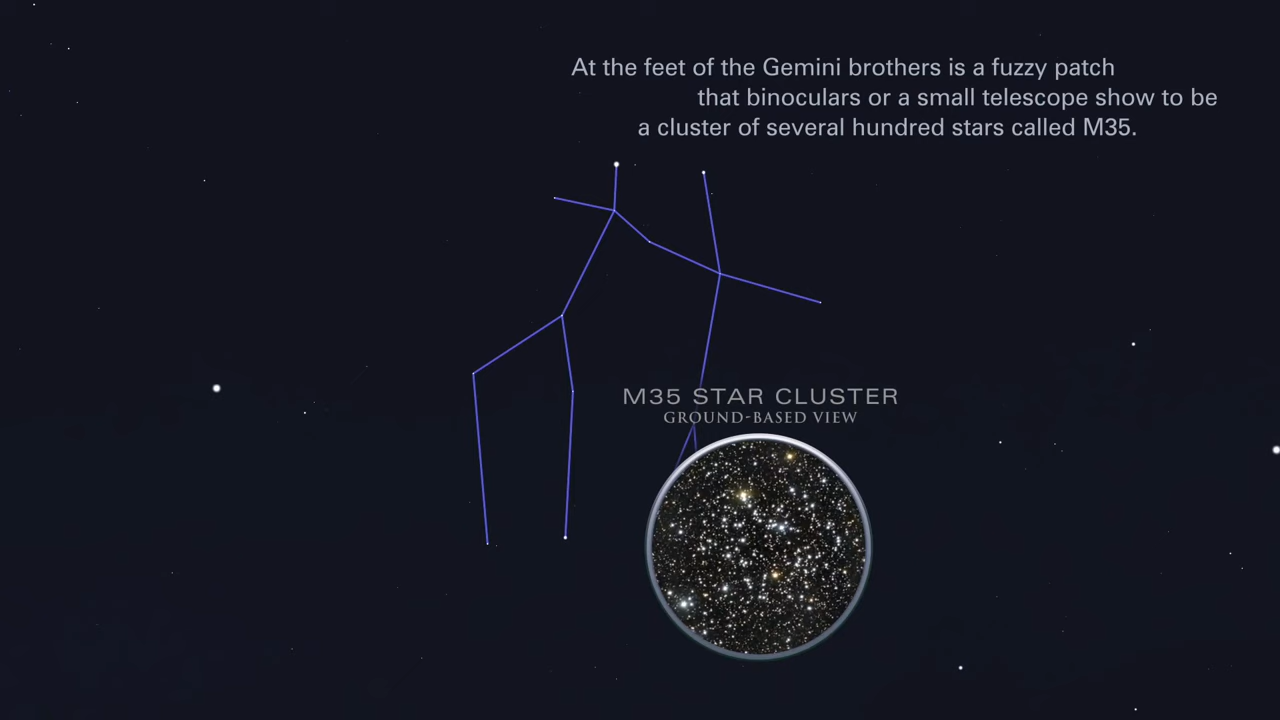 At the feet of the Gemini brothers is a fuzzy patch
that binoculars or a small telescope show to be
a cluster of several hundred stars called M35.
M35 STAR CLUSTER
GROUND-BASED VIEW